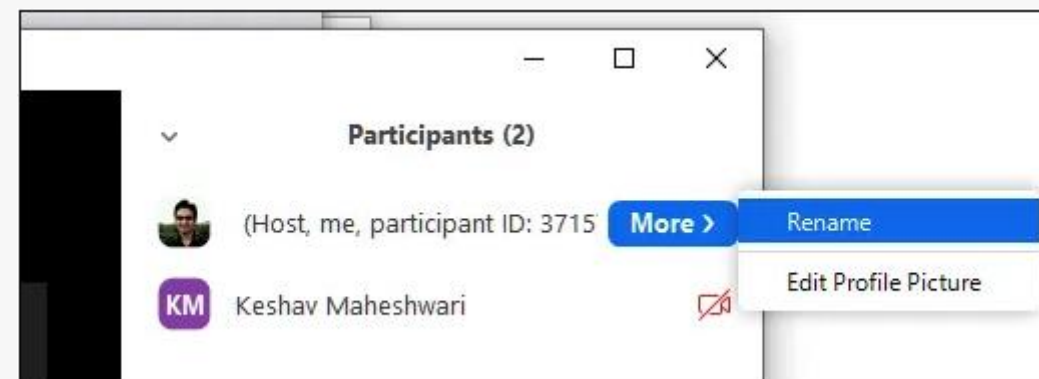 Participants (2)
(Host, me, participant ID: 3715
More >
Rename
Edit Profile Picture
KM
Keshav Maheshwari